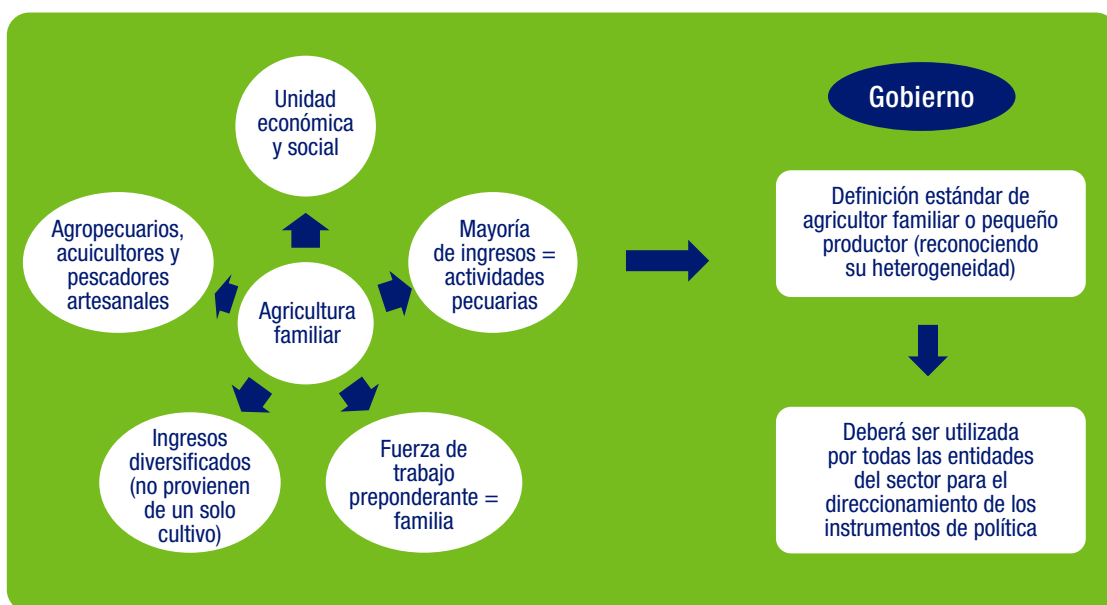 Unidad
económica
y social
Agropecuarios,
acuicultores y
pescadores
artesanales
Mayoría
de ingresos =
actividades
pecuarias
Agricultura
familiar
Ingresos
diversificados
(no provienen
de un solo
cultivo)
Fuerza de
trabajo
preponderante =
familia
Gobierno
Definición estándar de
agricultor familiar o pequeño
productor (reconociendo
su heterogeneidad)
Deberá ser utilizada
por todas las entidades
del sector para el
direccionamiento de los
instrumentos de política